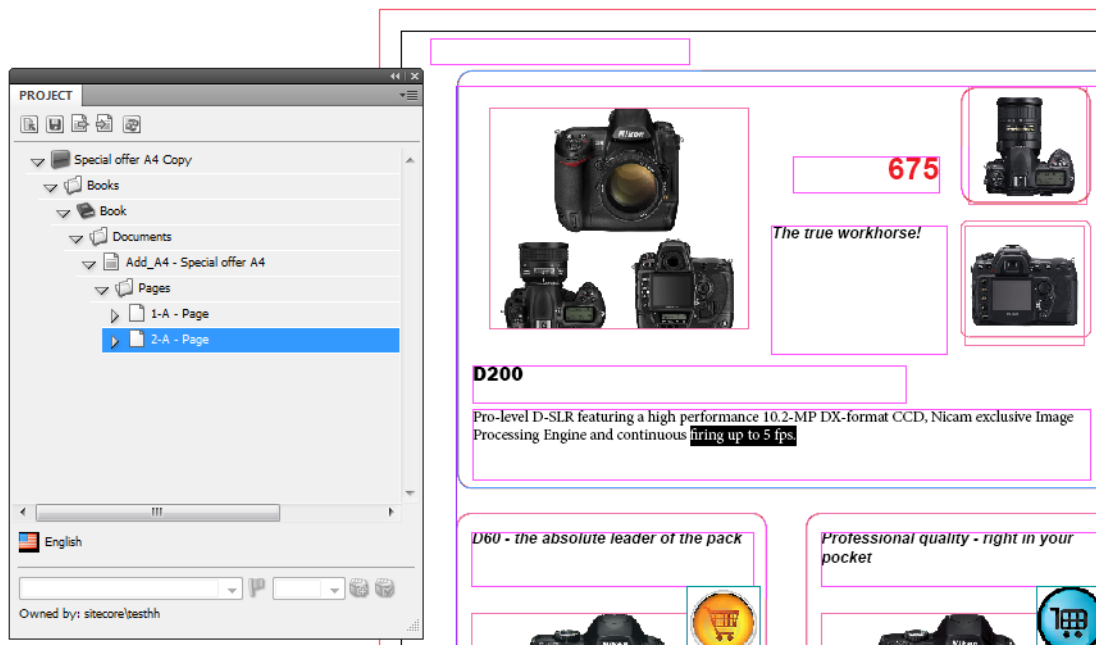 PROJECT
Special offer A4 Copy
Books
Book
Documents
Add_A4 - Special offer A4
Pages
1-A - Page
2-A - Page
English
Owned by: sitecore\testhh
Nikon
675
The true workhorse!
D200
Pro-level D-SLR featuring a high performance 10.2-MP DX-format CCD, Nicam exclusive Image
Processing Engine and continuous firing up to 5 fps.
D60 - the absolute leader of the pack
Professional quality - right in your
pocket